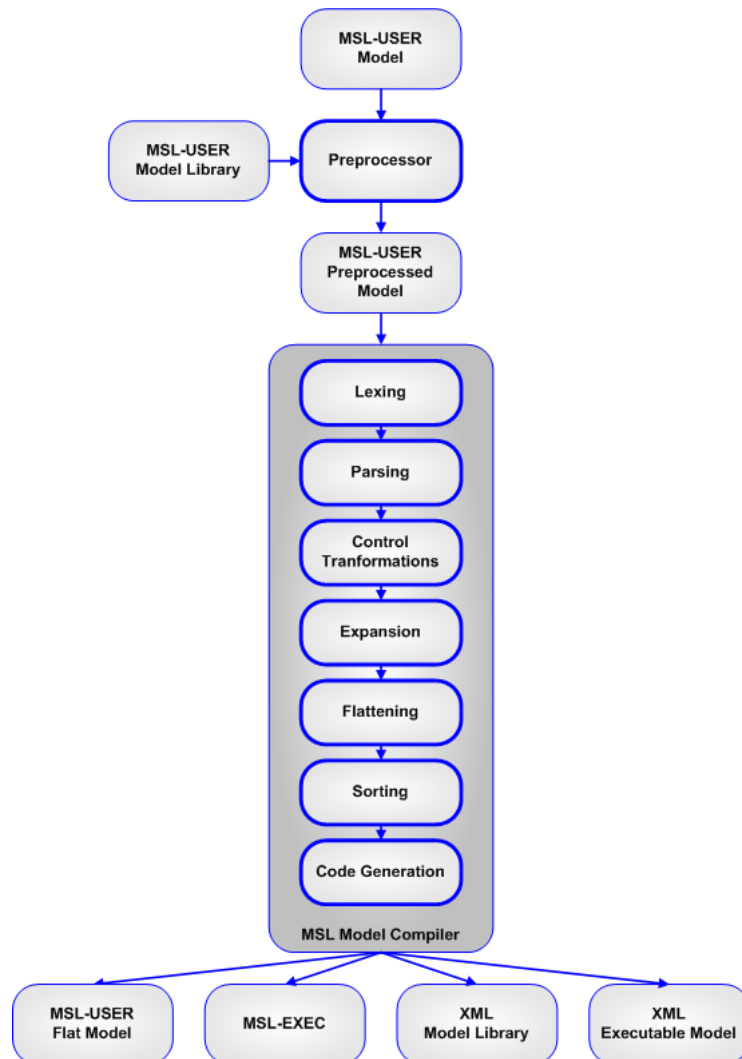 MSL-USER
Model
MSL-USER
Model Library
Preprocessor
MSL-USER
Preprocessed
Model
Lexing
Parsing
Control
Tranformations
Expansion
Flattening
Sorting
Code Generation
MSL Model Compiler
MSL-USER
Flat Model
MSL-EXEC
XML
Model Library
XML
Executable Model